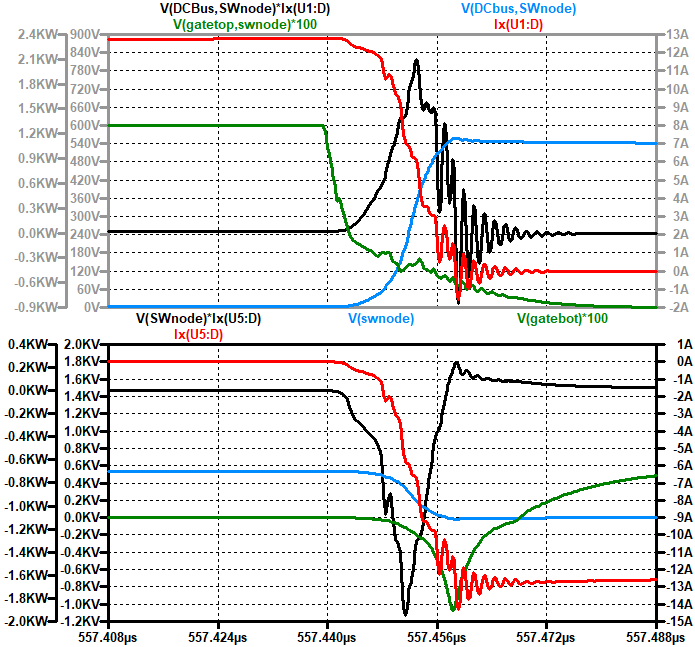 V(DCBus,SWnode)*Ix(U1:D) V(DCbus,SWnode)
V(gatetop,swnode)*100 Ix(U1:D)
2.4KW
2.1KW
1.8KW
1.5KW
1.2KW
0.9KW
0.6KW
0.3KW
0.0KW
-0.3KW
-0.6KW
-0.9KW
900V
840V
780V
720V
660V
600V
540V
480V
420V
360V
300V
240V
180V
120V
60V
0V
13A
12A
11A
10A
9A
8A
7A
6A
5A
4A
3A
2A
1A
0A
-1A
-2A
V(SWnode)*Ix(U5:D) V(swnode) V(gatebot)*100
Ix(U5:D)
0.4KW
0.2KW
0.0KW
-0.2KW
-0.4KW
-0.6KW
-0.8KW
-1.0KW
-1.2KW
-1.4KW
-1.6KW
-1.8KW
-2.0KW
2.0KV
1.8KV
1.6KV
1.4KV
1.2KV
1.0KV
0.8KV
0.6KV
0.4KV
0.2KV
0.0KV
-0.2KV
-0.4KV
-0.6KV
-0.8KV
-1.0KV
-1.2KV
1A
0A
-1A
-2A
-3A
-4A
-5A
-6A
-7A
-8A
-9A
-10A
-11A
-12A
-13A
-14A
-15A
557.408µs 557.424µs 557.440µs 557.456µs 557.472µs 557.488µs